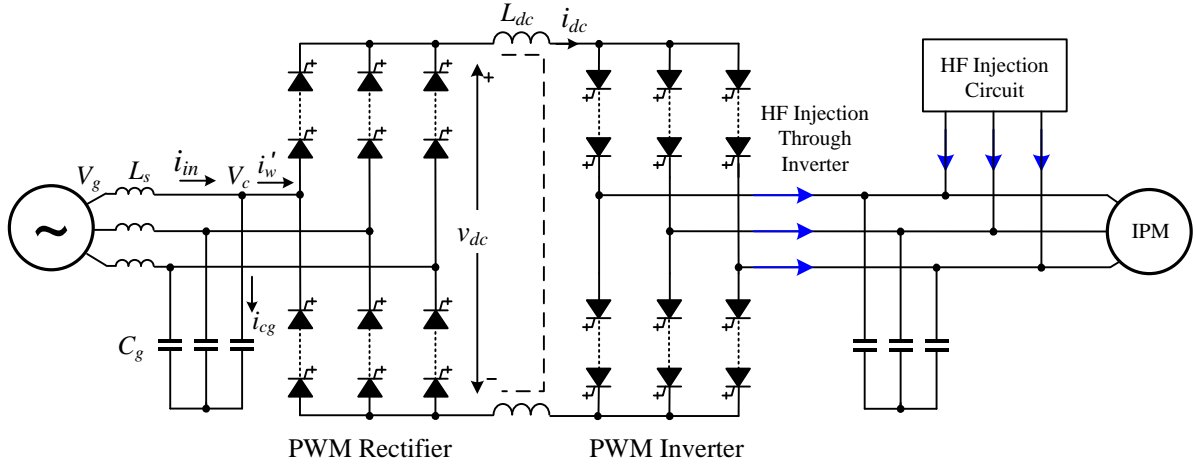 L_dc
i_dc
HF Injection
Circuit
+
HF Injection
Through
Inverter
i_in
V_g
L_s
V_c
i'_w
~
v_dc
IPM
i_cg
C_g
−
PWM Rectifier
PWM Inverter